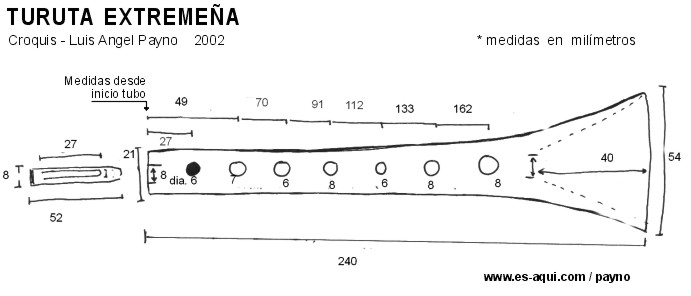 TURUTA EXTREMEÑA
Croquis - Luis Angel Payno 2002
* medidas en milímetros
Medidas desde
inicio tubo
49 70 91 112 133 162
27
27 21 40 54
8 8
dia. 6 7 6 8 6 8 8
52
240
www.es-aqui.com / payno